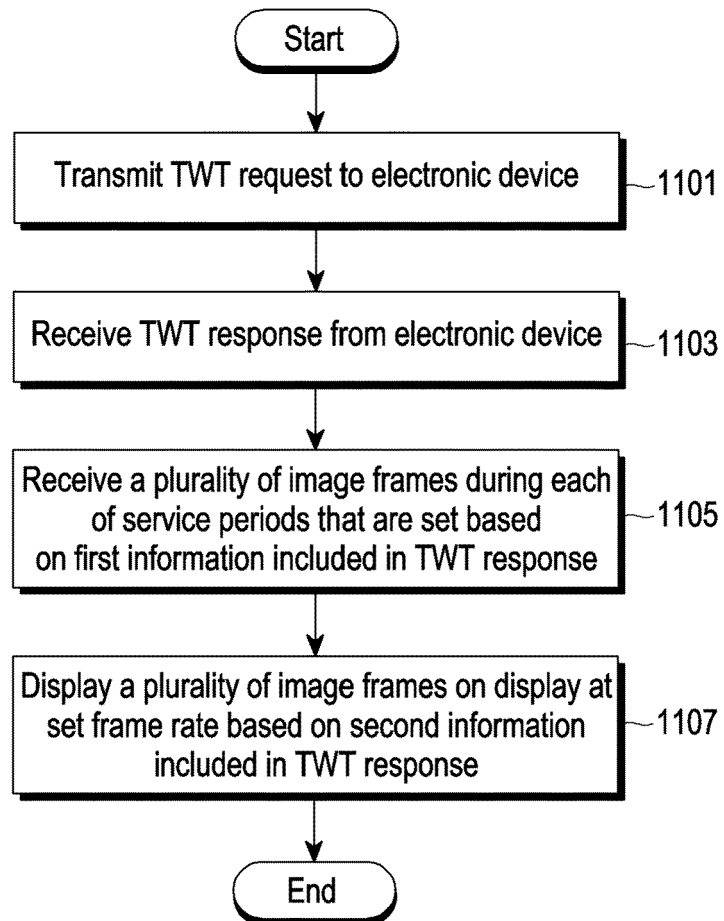 Start
Transmit TWT request to electronic device
1101
Receive TWT response from electronic device
1103
Receive a plurality of image frames during each
of service periods that are set based
on first information included in TWT response
1105
Display a plurality of image frames on display at
set frame rate based on second information
included in TWT response
1107
End